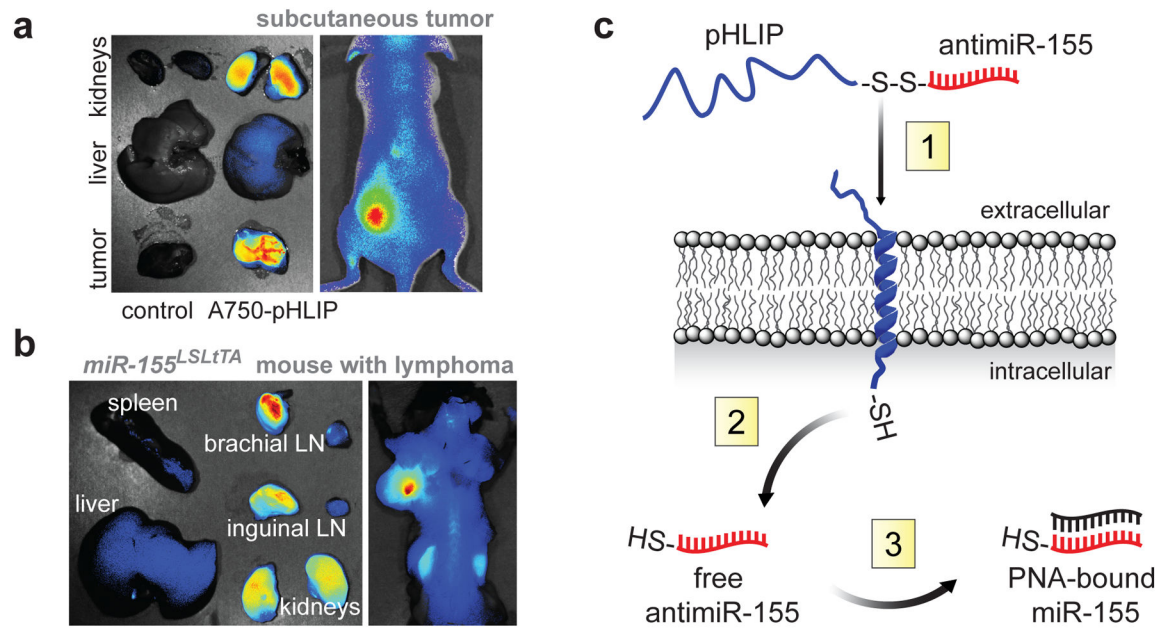 a
subcutaneous tumor
kidneys
liver
tumor
control A750-pHLIP
b
miR-155LSLtTA mouse with lymphoma
spleen
brachial LN
liver
inguinal LN
kidneys
c
pHLIP
antimiR-155
-S-S-
1
extracellular
intracellular
-SH
2
HS-
free
antimiR-155
3
HS-
PNA-bound
miR-155